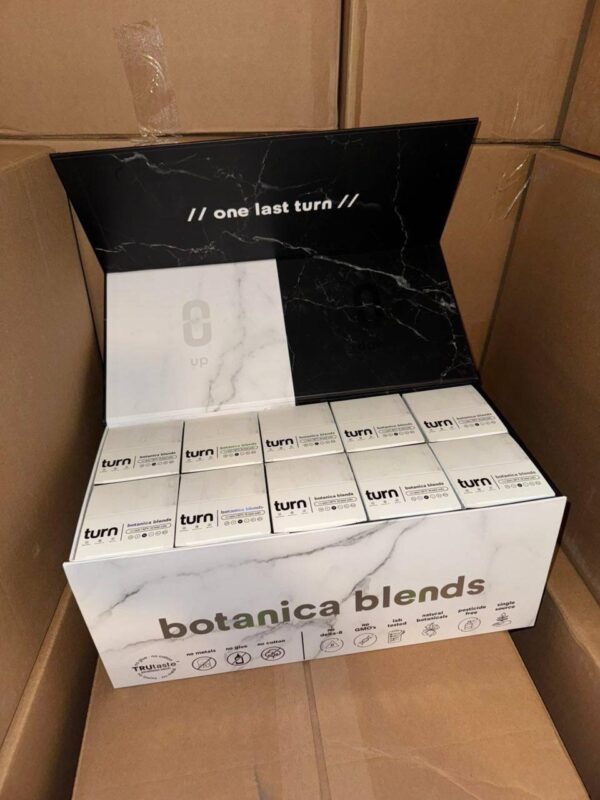 // one last turn //
up
turn
botanica blends
turn
botanica blends
turn
botanica blends
turn
botanica blends
turn
botanica blends
turn
botanica blends
turn
botanica blends
turn
botanica blends
turn
botanica blends
turn
botanica blends
botanica blends
TRUtaste
no metals
no glue
no cotton
no delta-8
no GMO's
lab tested
natural botanicals
pesticide free
single source